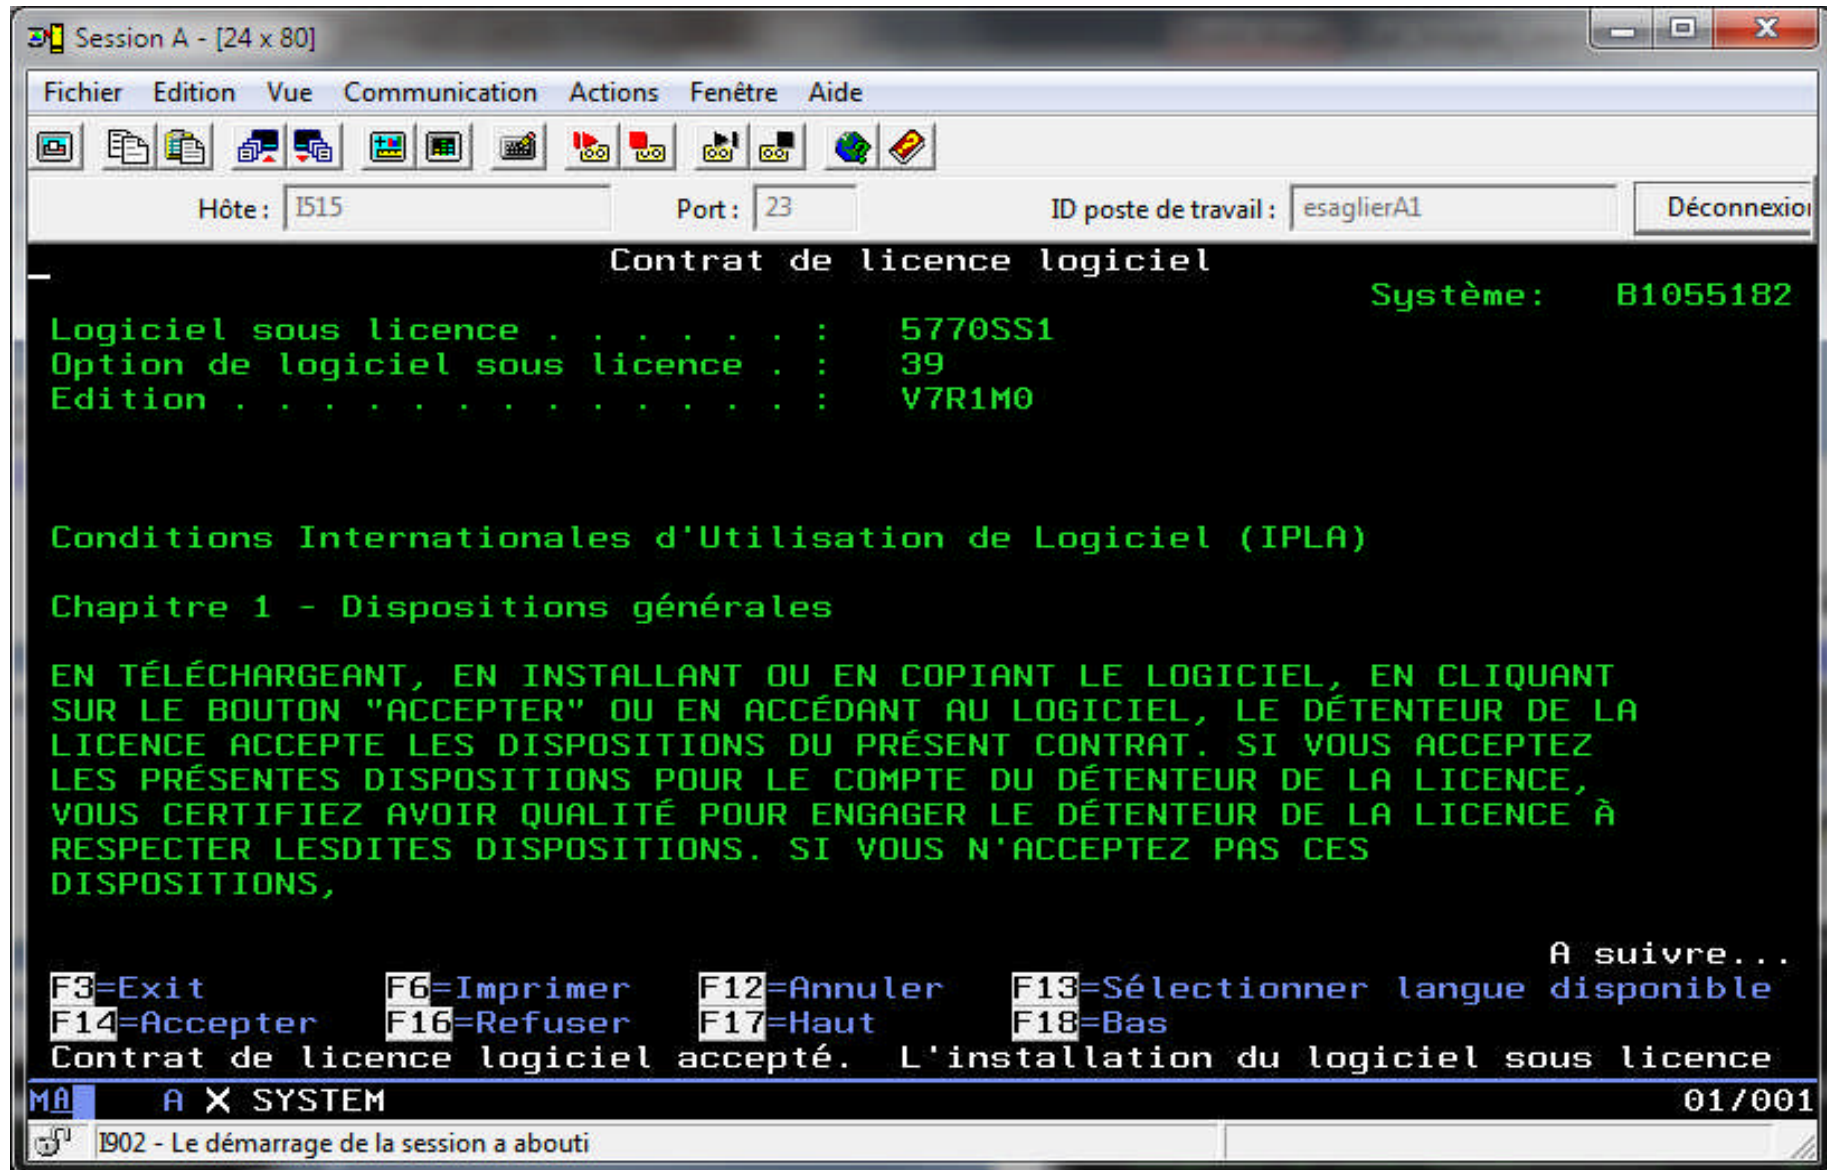 Session A - [24 x 80]
Fichier Edition Vue Communication Actions Fenêtre Aide
Hôte : I515 Port : 23 ID poste de travail : esaglierA1 Déconnexion
Contrat de licence logiciel
Système: B1055182
Logiciel sous licence . . . . . . : 5770SS1
Option de logiciel sous licence . : 39
Edition . . . . . . . . . . . . . : V7R1M0
Conditions Internationales d'Utilisation de Logiciel (IPLA)
Chapitre 1 - Dispositions générales
EN TÉLÉCHARGEANT, EN INSTALLANT OU EN COPIANT LE LOGICIEL, EN CLIQUANT
SUR LE BOUTON "ACCEPTER" OU EN ACCÉDANT AU LOGICIEL, LE DÉTENTEUR DE LA
LICENCE ACCEPTE LES DISPOSITIONS DU PRÉSENT CONTRAT. SI VOUS ACCEPTEZ
LES PRÉSENTES DISPOSITIONS POUR LE COMPTE DU DÉTENTEUR DE LA LICENCE,
VOUS CERTIFIEZ AVOIR QUALITÉ POUR ENGAGER LE DÉTENTEUR DE LA LICENCE À
RESPECTER LESDITES DISPOSITIONS. SI VOUS N'ACCEPTEZ PAS CES
DISPOSITIONS,
A suivre...
F3=Exit F6=Imprimer F12=Annuler F13=Sélectionner langue disponible
F14=Accepter F16=Refuser F17=Haut F18=Bas
Contrat de licence logiciel accepté. L'installation du logiciel sous licence
MA A X SYSTEM 01/001
I902 - Le démarrage de la session a abouti